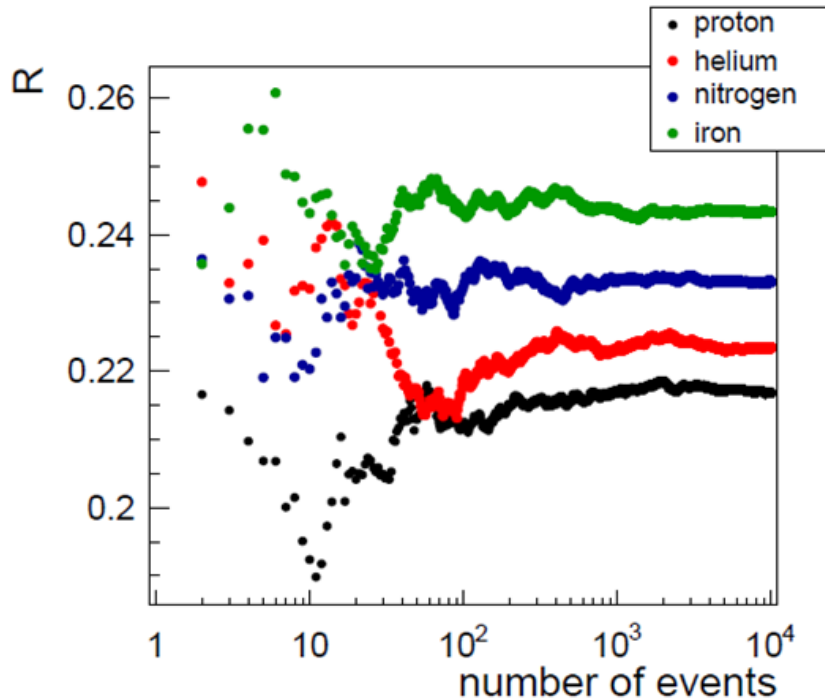 proton
helium
nitrogen
iron
R
0.26
0.24
0.22
0.2
1 10 10² 10³ 10⁴
number of events